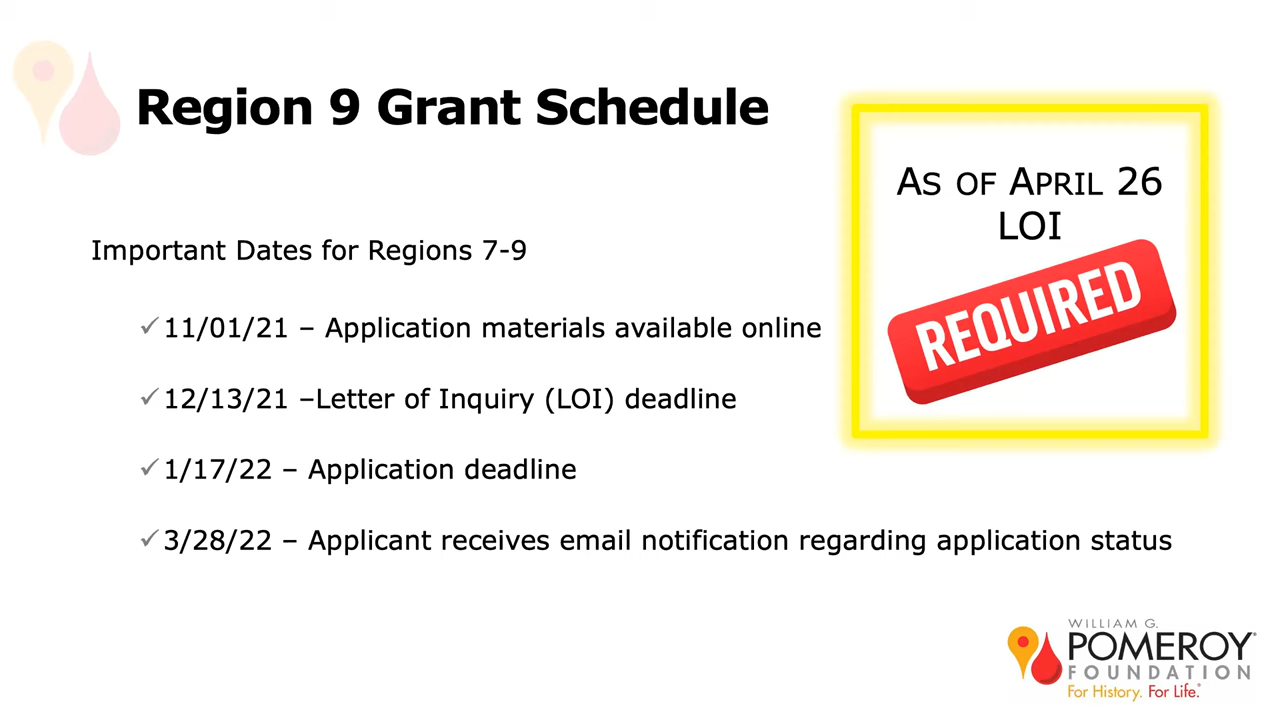 Region 9 Grant Schedule
AS OF APRIL 26
LOI
REQUIRED
Important Dates for Regions 7-9
✓11/01/21 – Application materials available online
✓12/13/21 –Letter of Inquiry (LOI) deadline
✓1/17/22 – Application deadline
✓3/28/22 – Applicant receives email notification regarding application status
WILLIAM G.
POMEROY
FOUNDATION
For History. For Life.